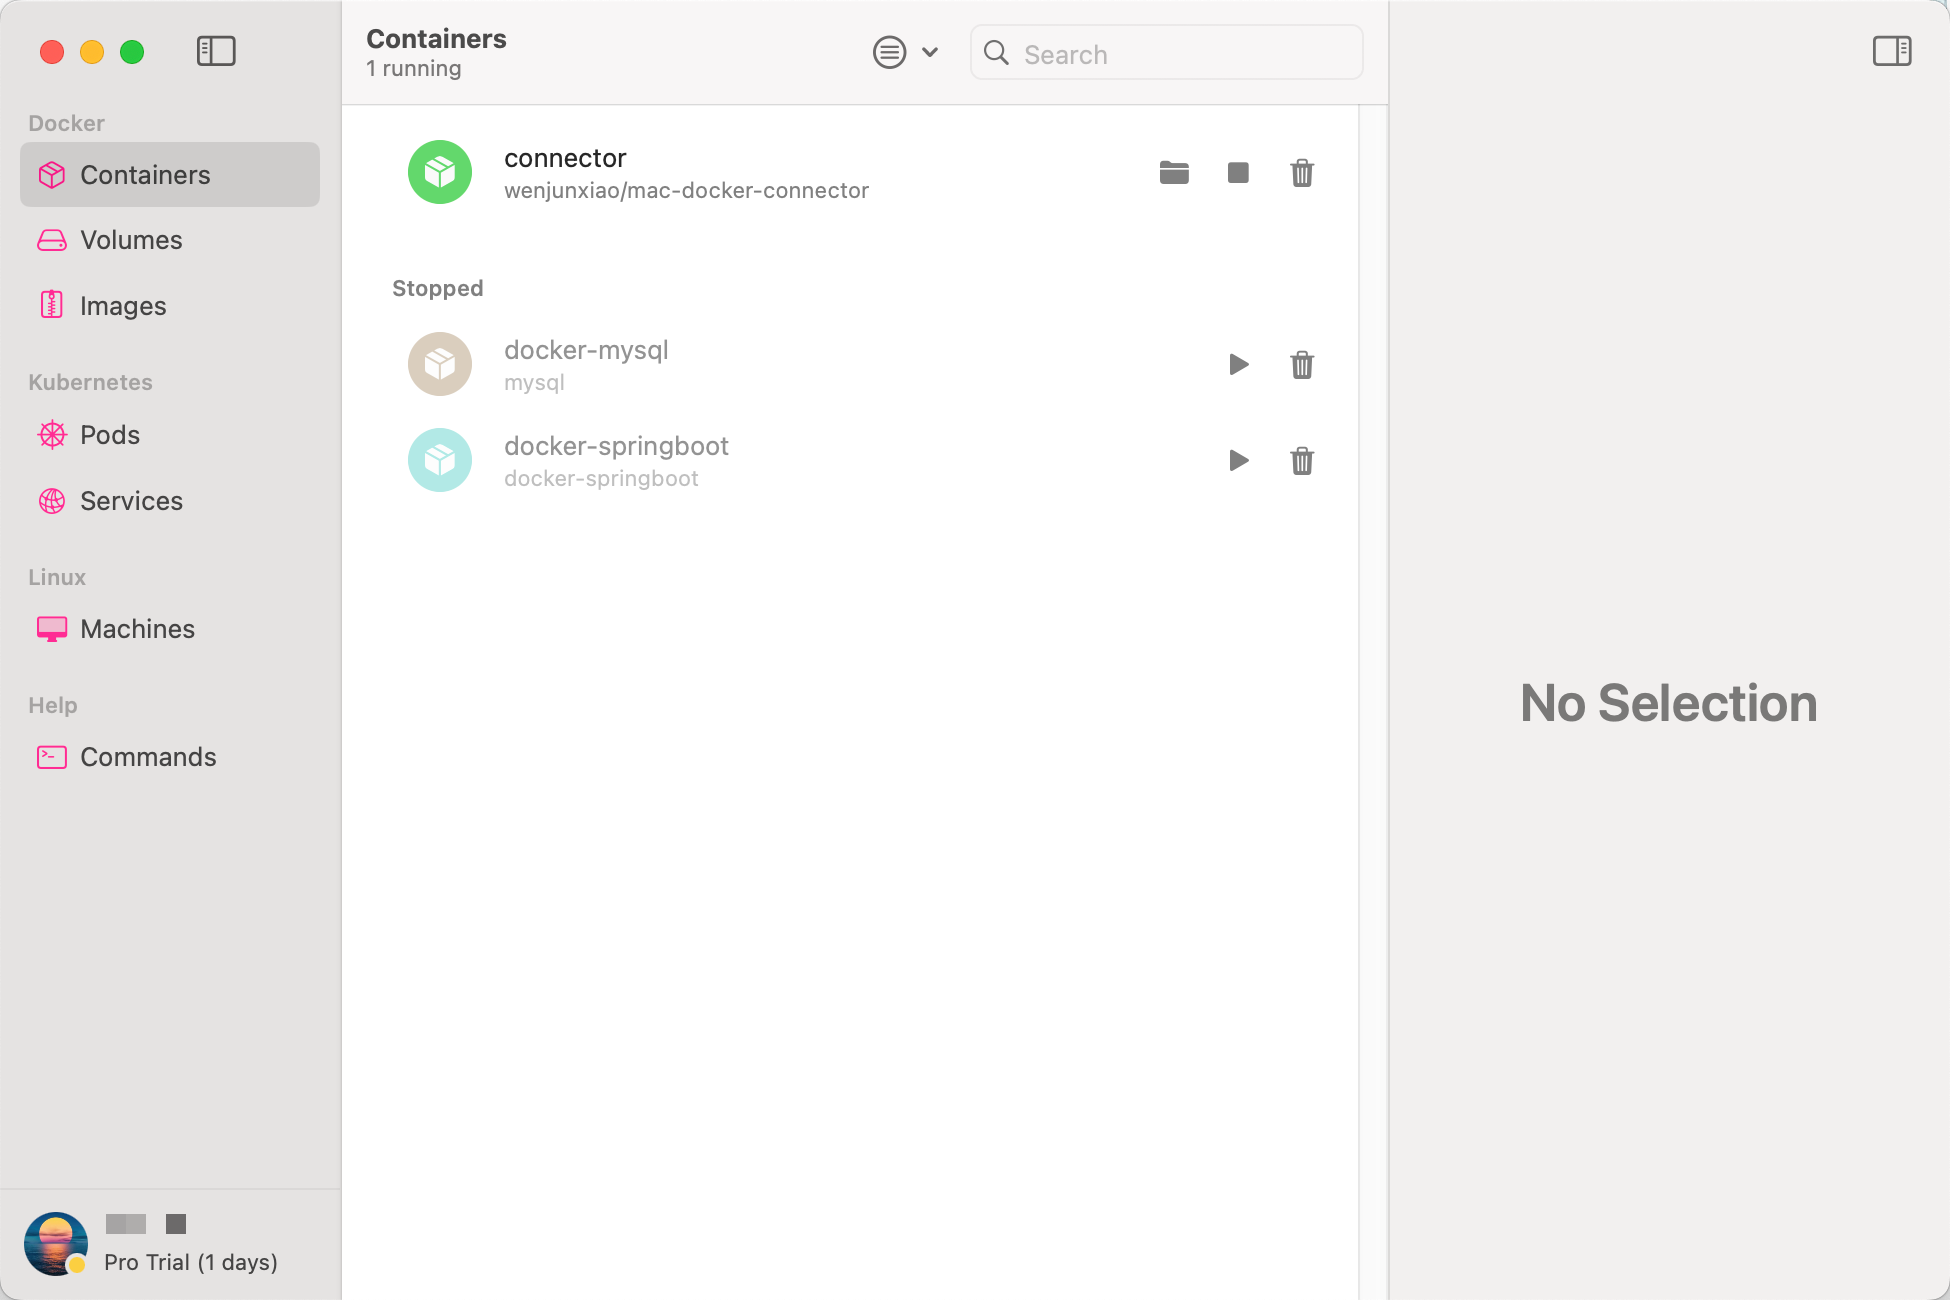 Docker
Containers
Volumes
Images
Kubernetes
Pods
Services
Linux
Machines
Help
Commands
Pro Trial (1 days)
Containers
1 running
Search
connector
wenjunxiao/mac-docker-connector
Stopped
docker-mysql
mysql
docker-springboot
docker-springboot
No Selection